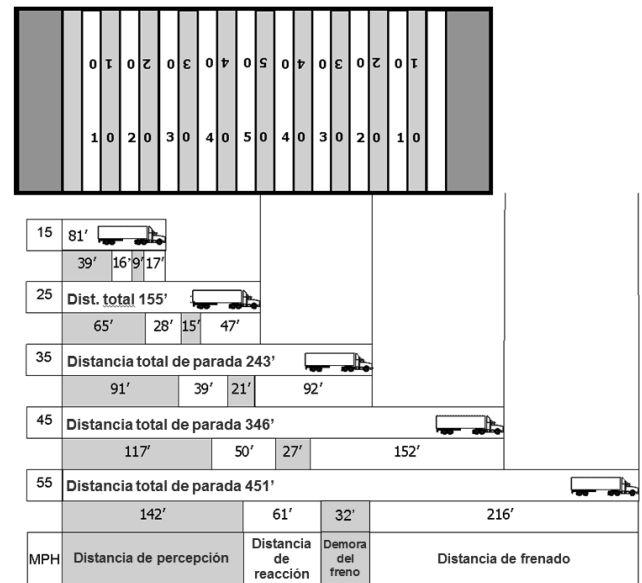 0 1 0 2 0 3 0 4 0 5 0 4 0 3 0 2 0 1
1 0 2 0 3 0 4 0 5 0 4 0 3 0 2 0 1 0
15 81′
39′ 16′ 9′ 17′
25 Dist. total 155′
65′ 28′ 15′ 47′
35 Distancia total de parada 243′
91′ 39′ 21′ 92′
45 Distancia total de parada 346′
117′ 50′ 27′ 152′
55 Distancia total de parada 451′
142′ 61′ 32′ 216′
MPH
Distancia de percepción
Distancia
de
reacción
Demora
del
freno
Distancia de frenado